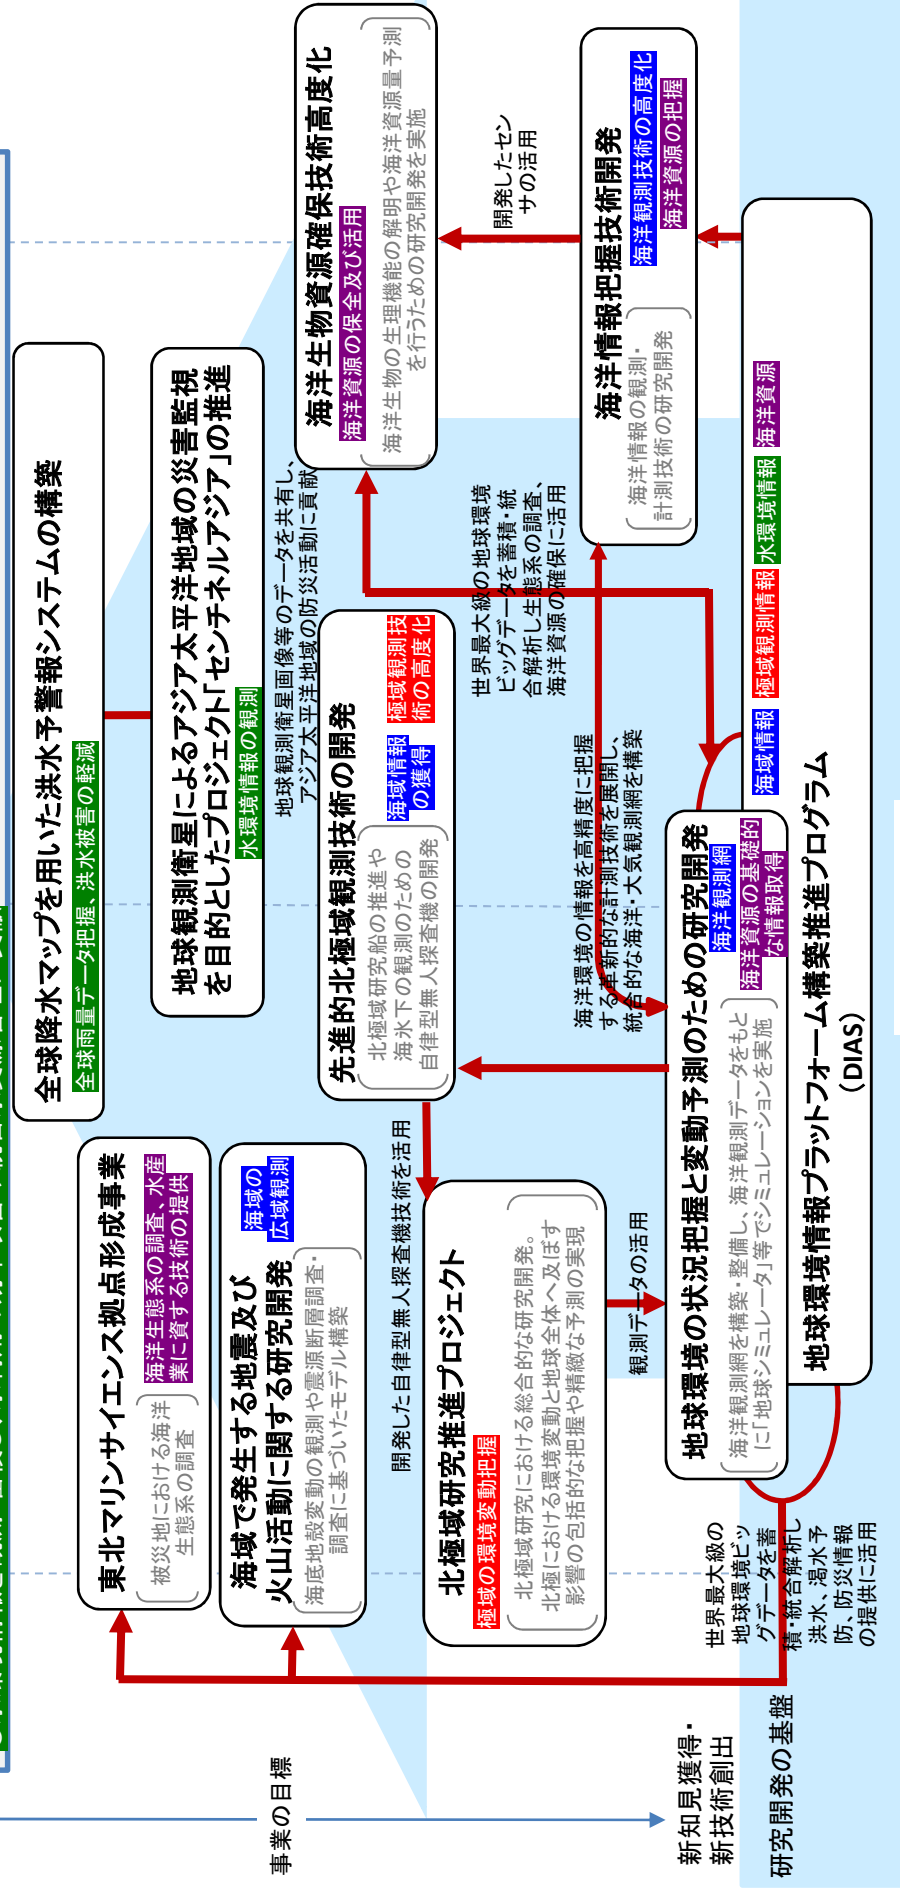 全球降水マップを用いた洪水予警報システムの構築
全球雨量データ把握、洪水被害の軽減
地球観測衛星によるアジア太平洋地域の災害監視
を目的としたプロジェクト「センチネルアジア」の推進
水環境情報の観測
地球観測衛星画像等のデータを共有し、
アジア太平洋地域の防災活動に貢献
東北マリンサイエンス拠点形成事業
海洋生態系の調査、水産
業に資する技術の提供
被災地における海洋
生態系の調査
海域で発生する地震及び
火山活動に関する研究開発
海域の
広域観測
海底地殻変動の観測や震源断層調査・
調査に基づいたモデル構築
先進的北極域観測技術の開発
海域情報
の獲得
極域観測技
術の高度化
北極域研究船の推進や
海氷下の観測のための
自律型無人探査機の開発
海洋生物資源確保技術高度化
海洋資源の保全及び活用
海洋生物の生理機能の解明や海洋資源量予測
を行うための研究開発を実施
開発した自律型無人探査機技術を活用
北極域研究推進プロジェクト
極域の環境変動把握
北極域研究における総合的な研究開発。
北極における環境変動と地球全体へ及ぼす
影響の包括的な把握や精緻な予測の実現
観測データの活用
世界最大級の地球環境
ビッグデータを蓄積・統
合解析し生態系の調査、
海洋資源の確保に活用
開発したセン
サの活用
海洋情報把握技術開発
海洋観測技術の高度化
海洋資源の把握
海洋情報の観測・
計測技術の研究開発
海洋環境の情報を高精度に把握
する革新的な計測技術を展開し、
統合的な海洋・大気観測網を構築
地球環境の状況把握と変動予測のための研究開発
海洋観測網
海洋資源の基礎的
な情報取得
海洋観測網を構築・整備し、海洋観測データをもと
に「地球シミュレータ」等でシミュレーションを実施
海域情報
極域観測情報
水環境情報
海洋資源
地球環境情報プラットフォーム構築推進プログラム
（DIAS）
世界最大級の
地球環境ビッ
グデータを蓄
積・統合解析し
洪水、渇水予
防、防災情報
の提供に活用
事業の目標
新知見獲得・
新技術創出
研究開発の基盤